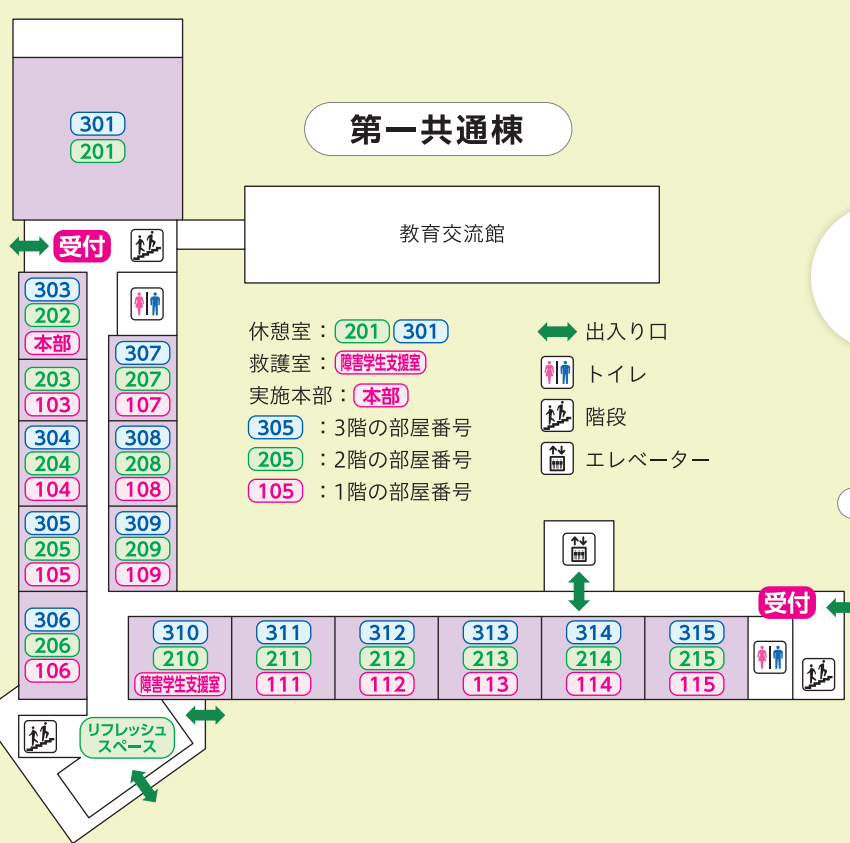 第一共通棟
301
201
教育交流館
受付
303
202
本部
203
103
304
204
104
305
205
105
306
206
106
307
207
107
308
208
108
309
209
109
休憩室：201 301
救護室：障害学生支援室
実施本部：本部
305：3階の部屋番号
205：2階の部屋番号
105：1階の部屋番号
出入り口
トイレ
階段
エレベーター
受付
310
210
障害学生支援室
311
211
111
312
212
112
313
213
113
314
214
114
315
215
115
リフレッシュ
スペース